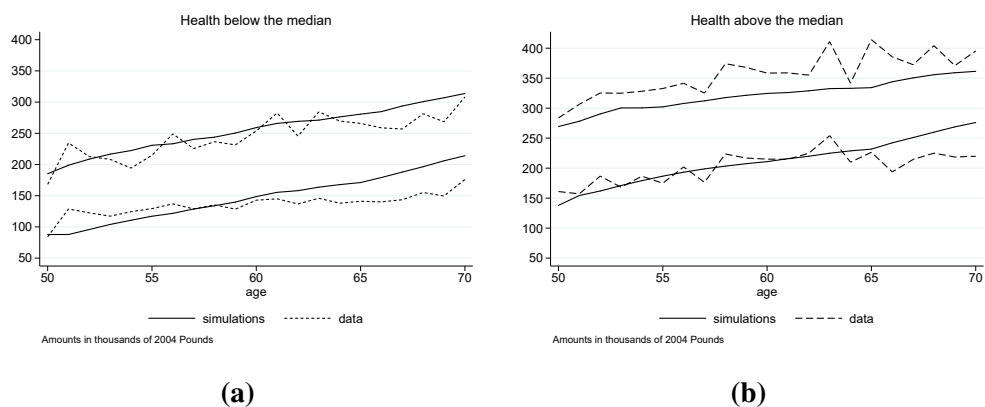 Health below the median
400
350
300
250
200
150
100
50
50 55 60 65 70
age
simulations data
Amounts in thousands of 2004 Pounds
(a)
Health above the median
400
350
300
250
200
150
100
50
50 55 60 65 70
age
simulations data
Amounts in thousands of 2004 Pounds
(b)